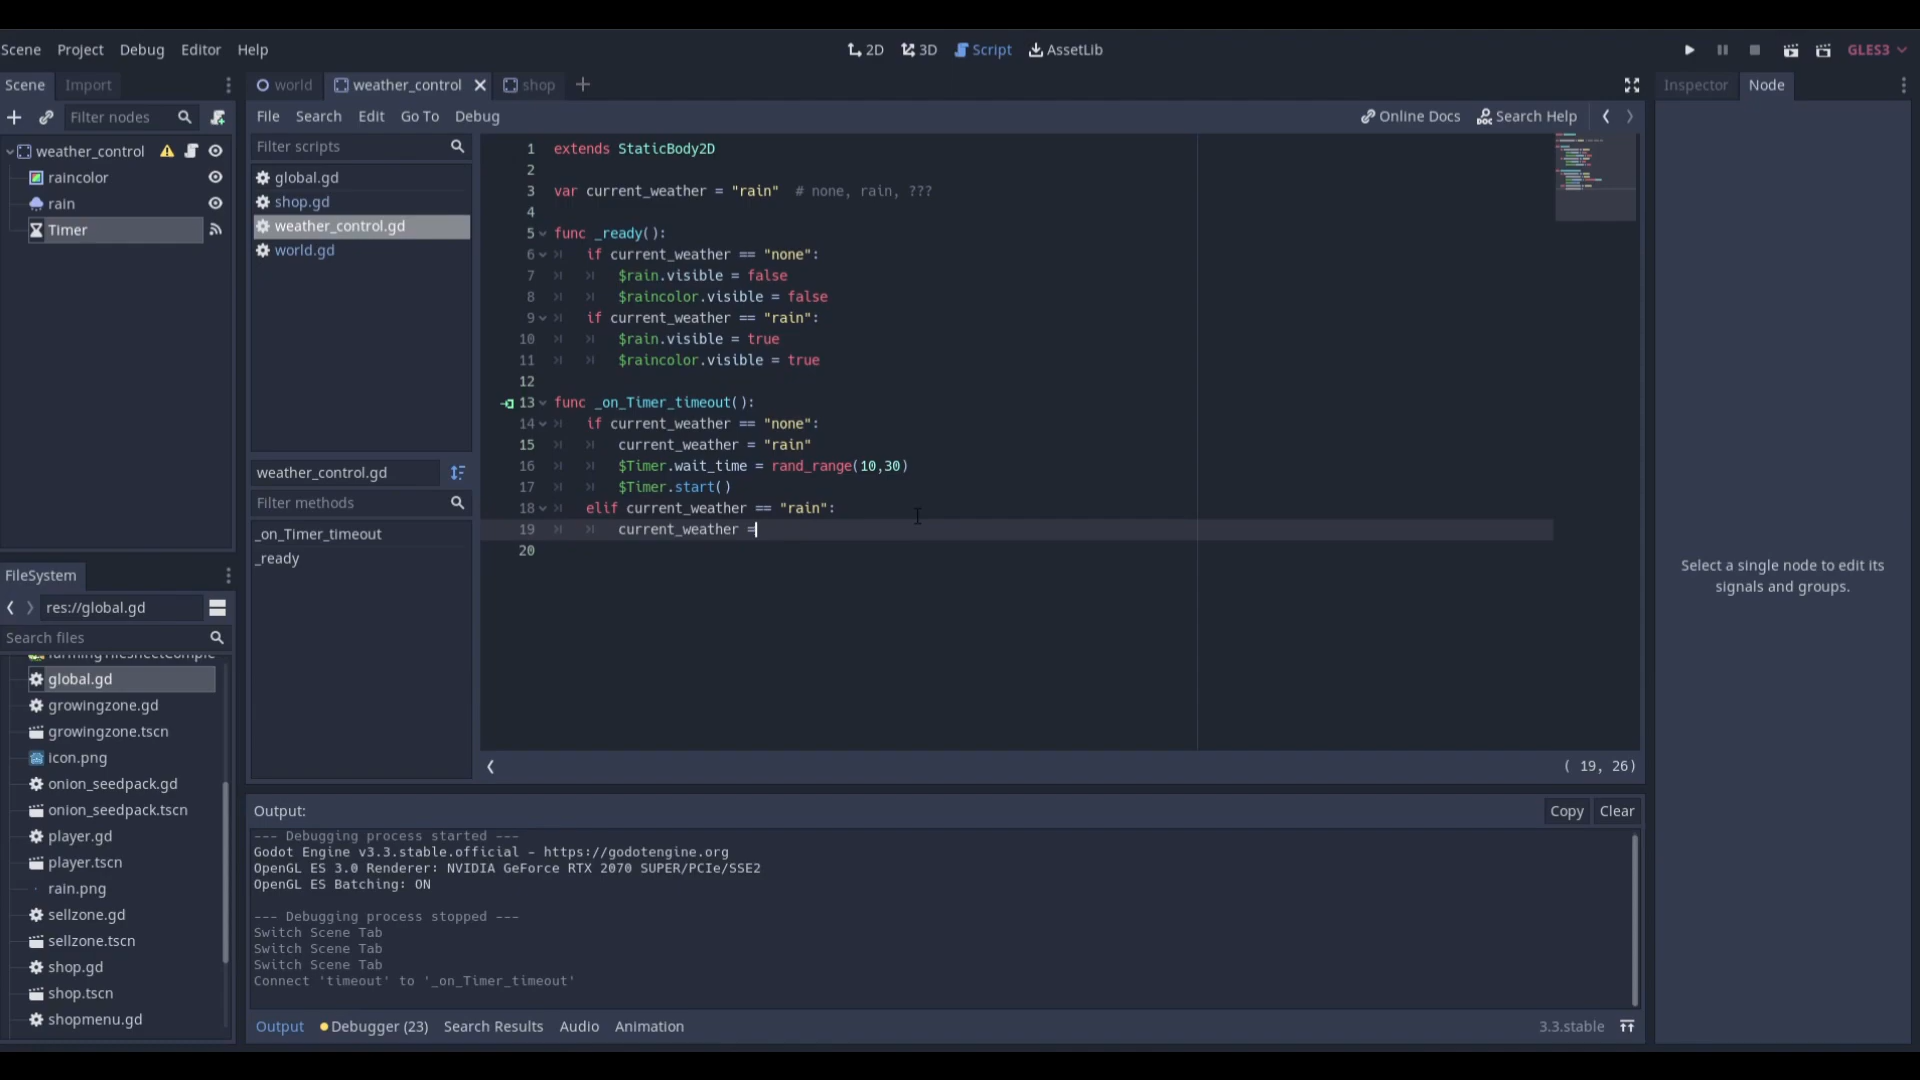 Scene Project Debug Editor Help
2D 3D Script AssetLib
GLES3
Scene Import
Filter nodes
weather_control
raincolor
rain
Timer
world weather_control shop
File Search Edit Go To Debug
Online Docs Search Help
Filter scripts
global.gd
shop.gd
weather_control.gd
world.gd
weather_control.gd
Filter methods
_on_Timer_timeout
_ready
1 extends StaticBody2D
2
3 var current_weather = "rain" # none, rain, ???
4
5 func _ready():
6 if current_weather == "none":
7 $rain.visible = false
8 $raincolor.visible = false
9 if current_weather == "rain":
10 $rain.visible = true
11 $raincolor.visible = true
12
13 func _on_Timer_timeout():
14 if current_weather == "none":
15 current_weather = "rain"
16 $Timer.wait_time = rand_range(10,30)
17 $Timer.start()
18 elif current_weather == "rain":
19 current_weather =
20
( 19, 26)
Inspector Node
Select a single node to edit its
signals and groups.
FileSystem
res://global.gd
Search files
global.gd
growingzone.gd
growingzone.tscn
icon.png
onion_seedpack.gd
onion_seedpack.tscn
player.gd
player.tscn
rain.png
sellzone.gd
sellzone.tscn
shop.gd
shop.tscn
shopmenu.gd
Output:
Copy Clear
--- Debugging process started ---
Godot Engine v3.3.stable.official - https://godotengine.org
OpenGL ES 3.0 Renderer: NVIDIA GeForce RTX 2070 SUPER/PCIe/SSE2
OpenGL ES Batching: ON
--- Debugging process stopped ---
Switch Scene Tab
Switch Scene Tab
Switch Scene Tab
Connect 'timeout' to '_on_Timer_timeout'
Output Debugger (23) Search Results Audio Animation
3.3.stable